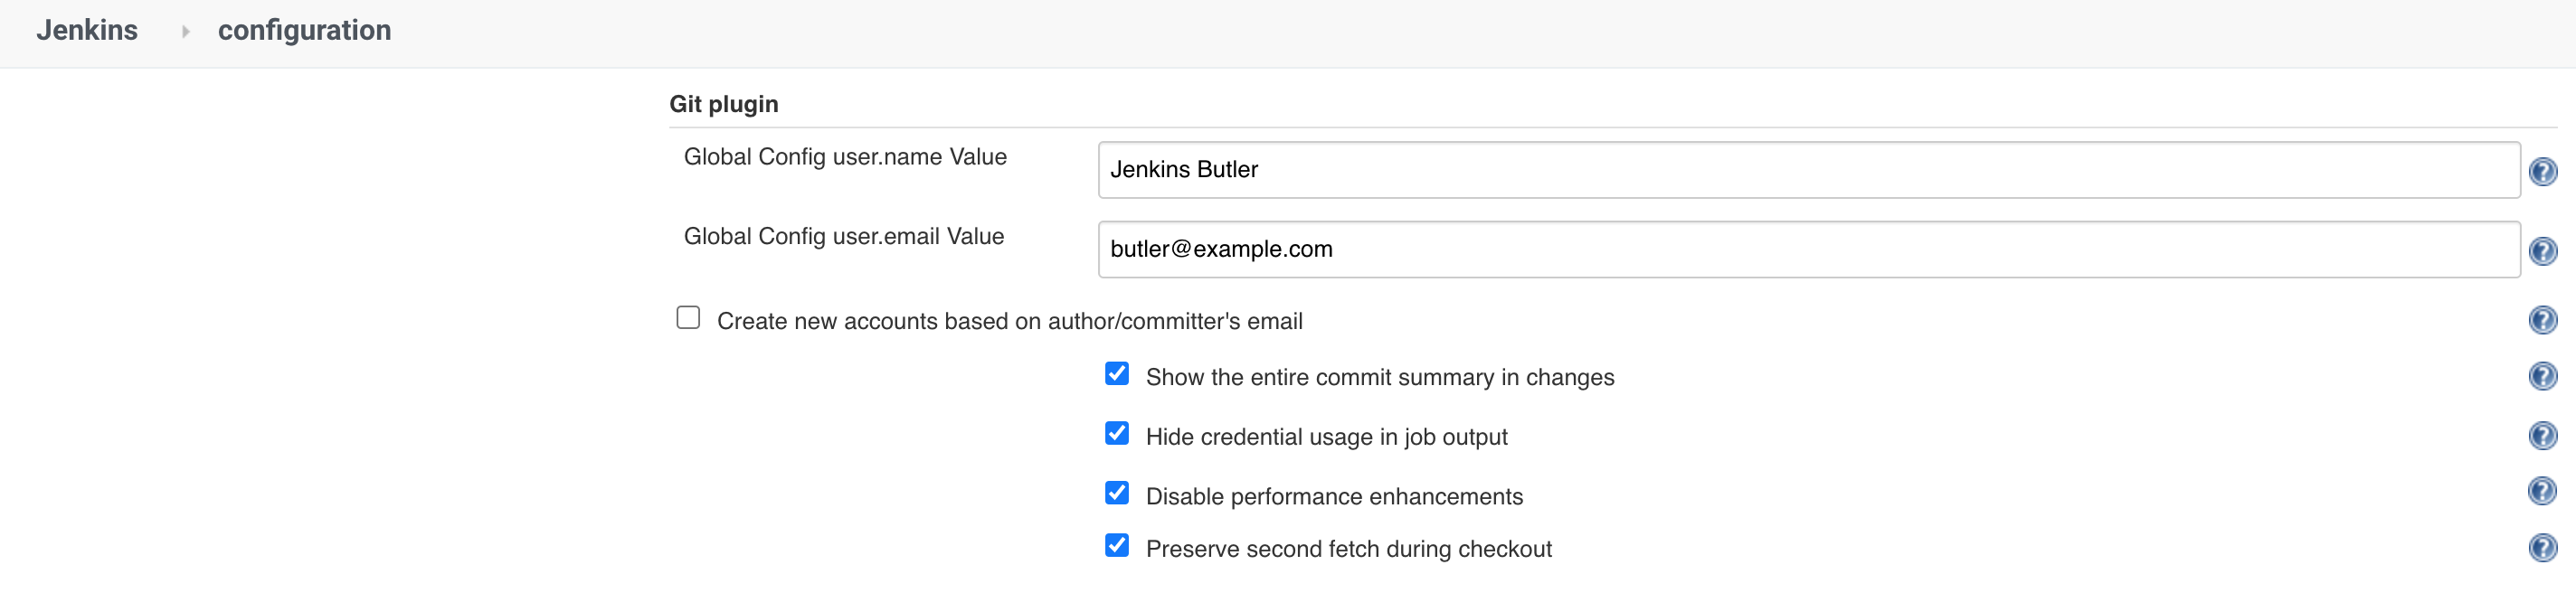 Jenkins configuration
Git plugin
Global Config user.name Value
Jenkins Butler
Global Config user.email Value
butler@example.com
Create new accounts based on author/committer's email
Show the entire commit summary in changes
Hide credential usage in job output
Disable performance enhancements
Preserve second fetch during checkout